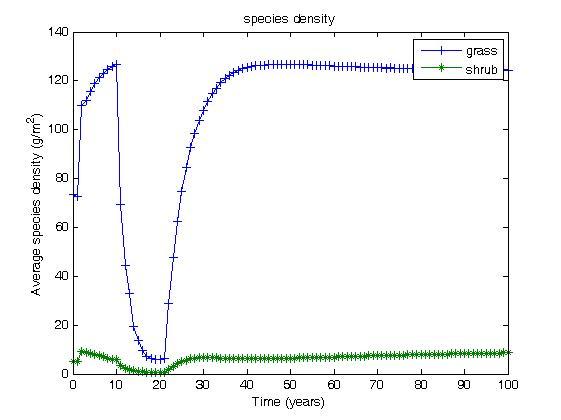 species density
140
120
100
80
60
40
20
0
Average species density (g/m²)
grass
shrub
0 10 20 30 40 50 60 70 80 90 100
Time (years)